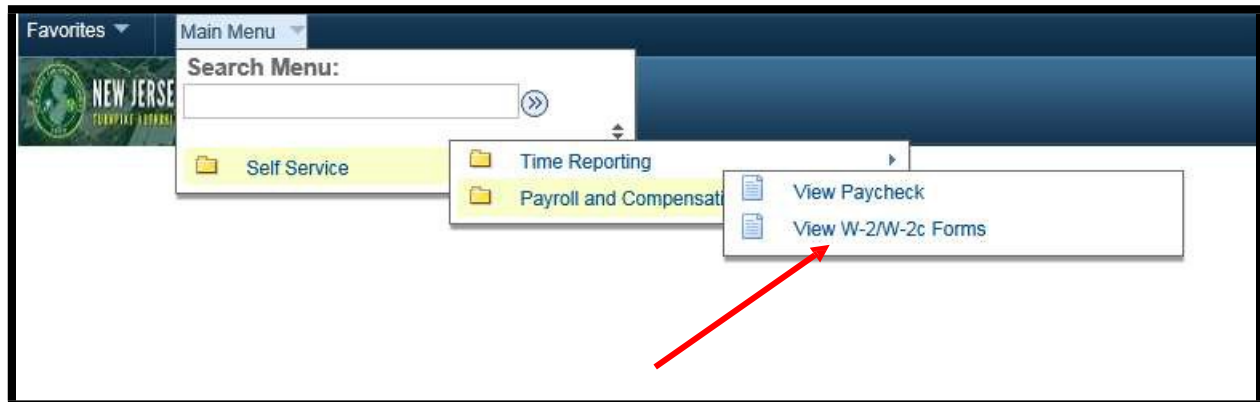 Favorites Main Menu
Search Menu:
NEW JERSE
Self Service
Time Reporting
Payroll and Compensati
View Paycheck
View W-2/W-2c Forms